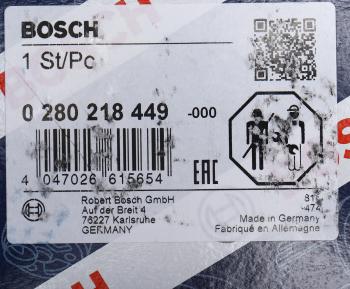 BOSCH
1 St/Pc
0 280 218 449 -000
4 047026 615654
EAC
Robert Bosch GmbH
Auf der Breit 4
76227 Karlsruhe
GERMANY
Made in Germany
Fabriqué en Allemagne